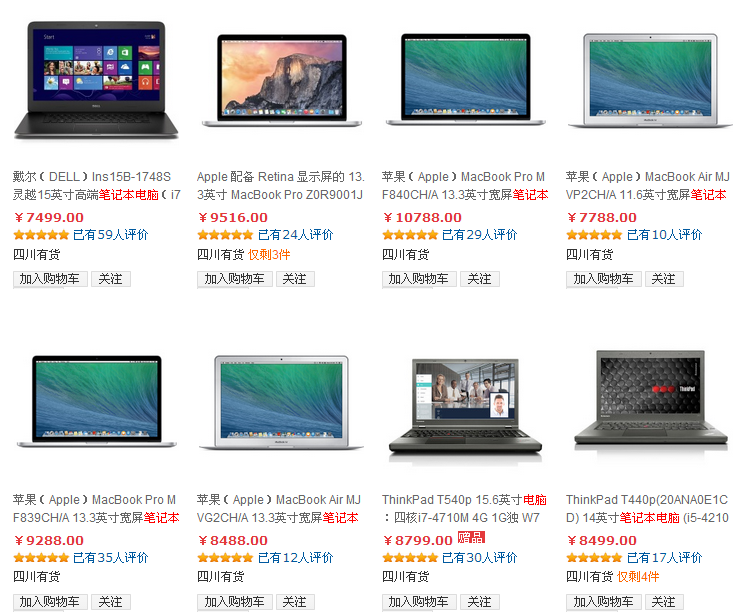 戴尔（DELL）Ins15B-1748S
灵越15英寸高端笔记本电脑（i7
￥7499.00
已有59人评价
四川有货
加入购物车 关注
Apple 配备 Retina 显示屏的 13.
3英寸 MacBook Pro Z0R9001J
￥9516.00
已有24人评价
四川有货 仅剩3件
加入购物车 关注
苹果（Apple）MacBook Pro M
F840CH/A 13.3英寸宽屏笔记本
￥10788.00
已有29人评价
四川有货
加入购物车 关注
苹果（Apple）MacBook Air MJ
VP2CH/A 11.6英寸宽屏笔记本
￥7788.00
已有10人评价
四川有货
加入购物车 关注
苹果（Apple）MacBook Pro M
F839CH/A 13.3英寸宽屏笔记本
￥9288.00
已有35人评价
四川有货
加入购物车 关注
苹果（Apple）MacBook Air MJ
VG2CH/A 13.3英寸宽屏笔记本
￥8488.00
已有12人评价
四川有货
加入购物车 关注
ThinkPad T540p 15.6英寸电脑
：四核i7-4710M 4G 1G独 W7
￥8799.00 赠品
已有30人评价
四川有货
加入购物车 关注
ThinkPad T440p(20ANA0E1C
D) 14英寸笔记本电脑 (i5-4210
￥8499.00
已有17人评价
四川有货 仅剩4件
加入购物车 关注